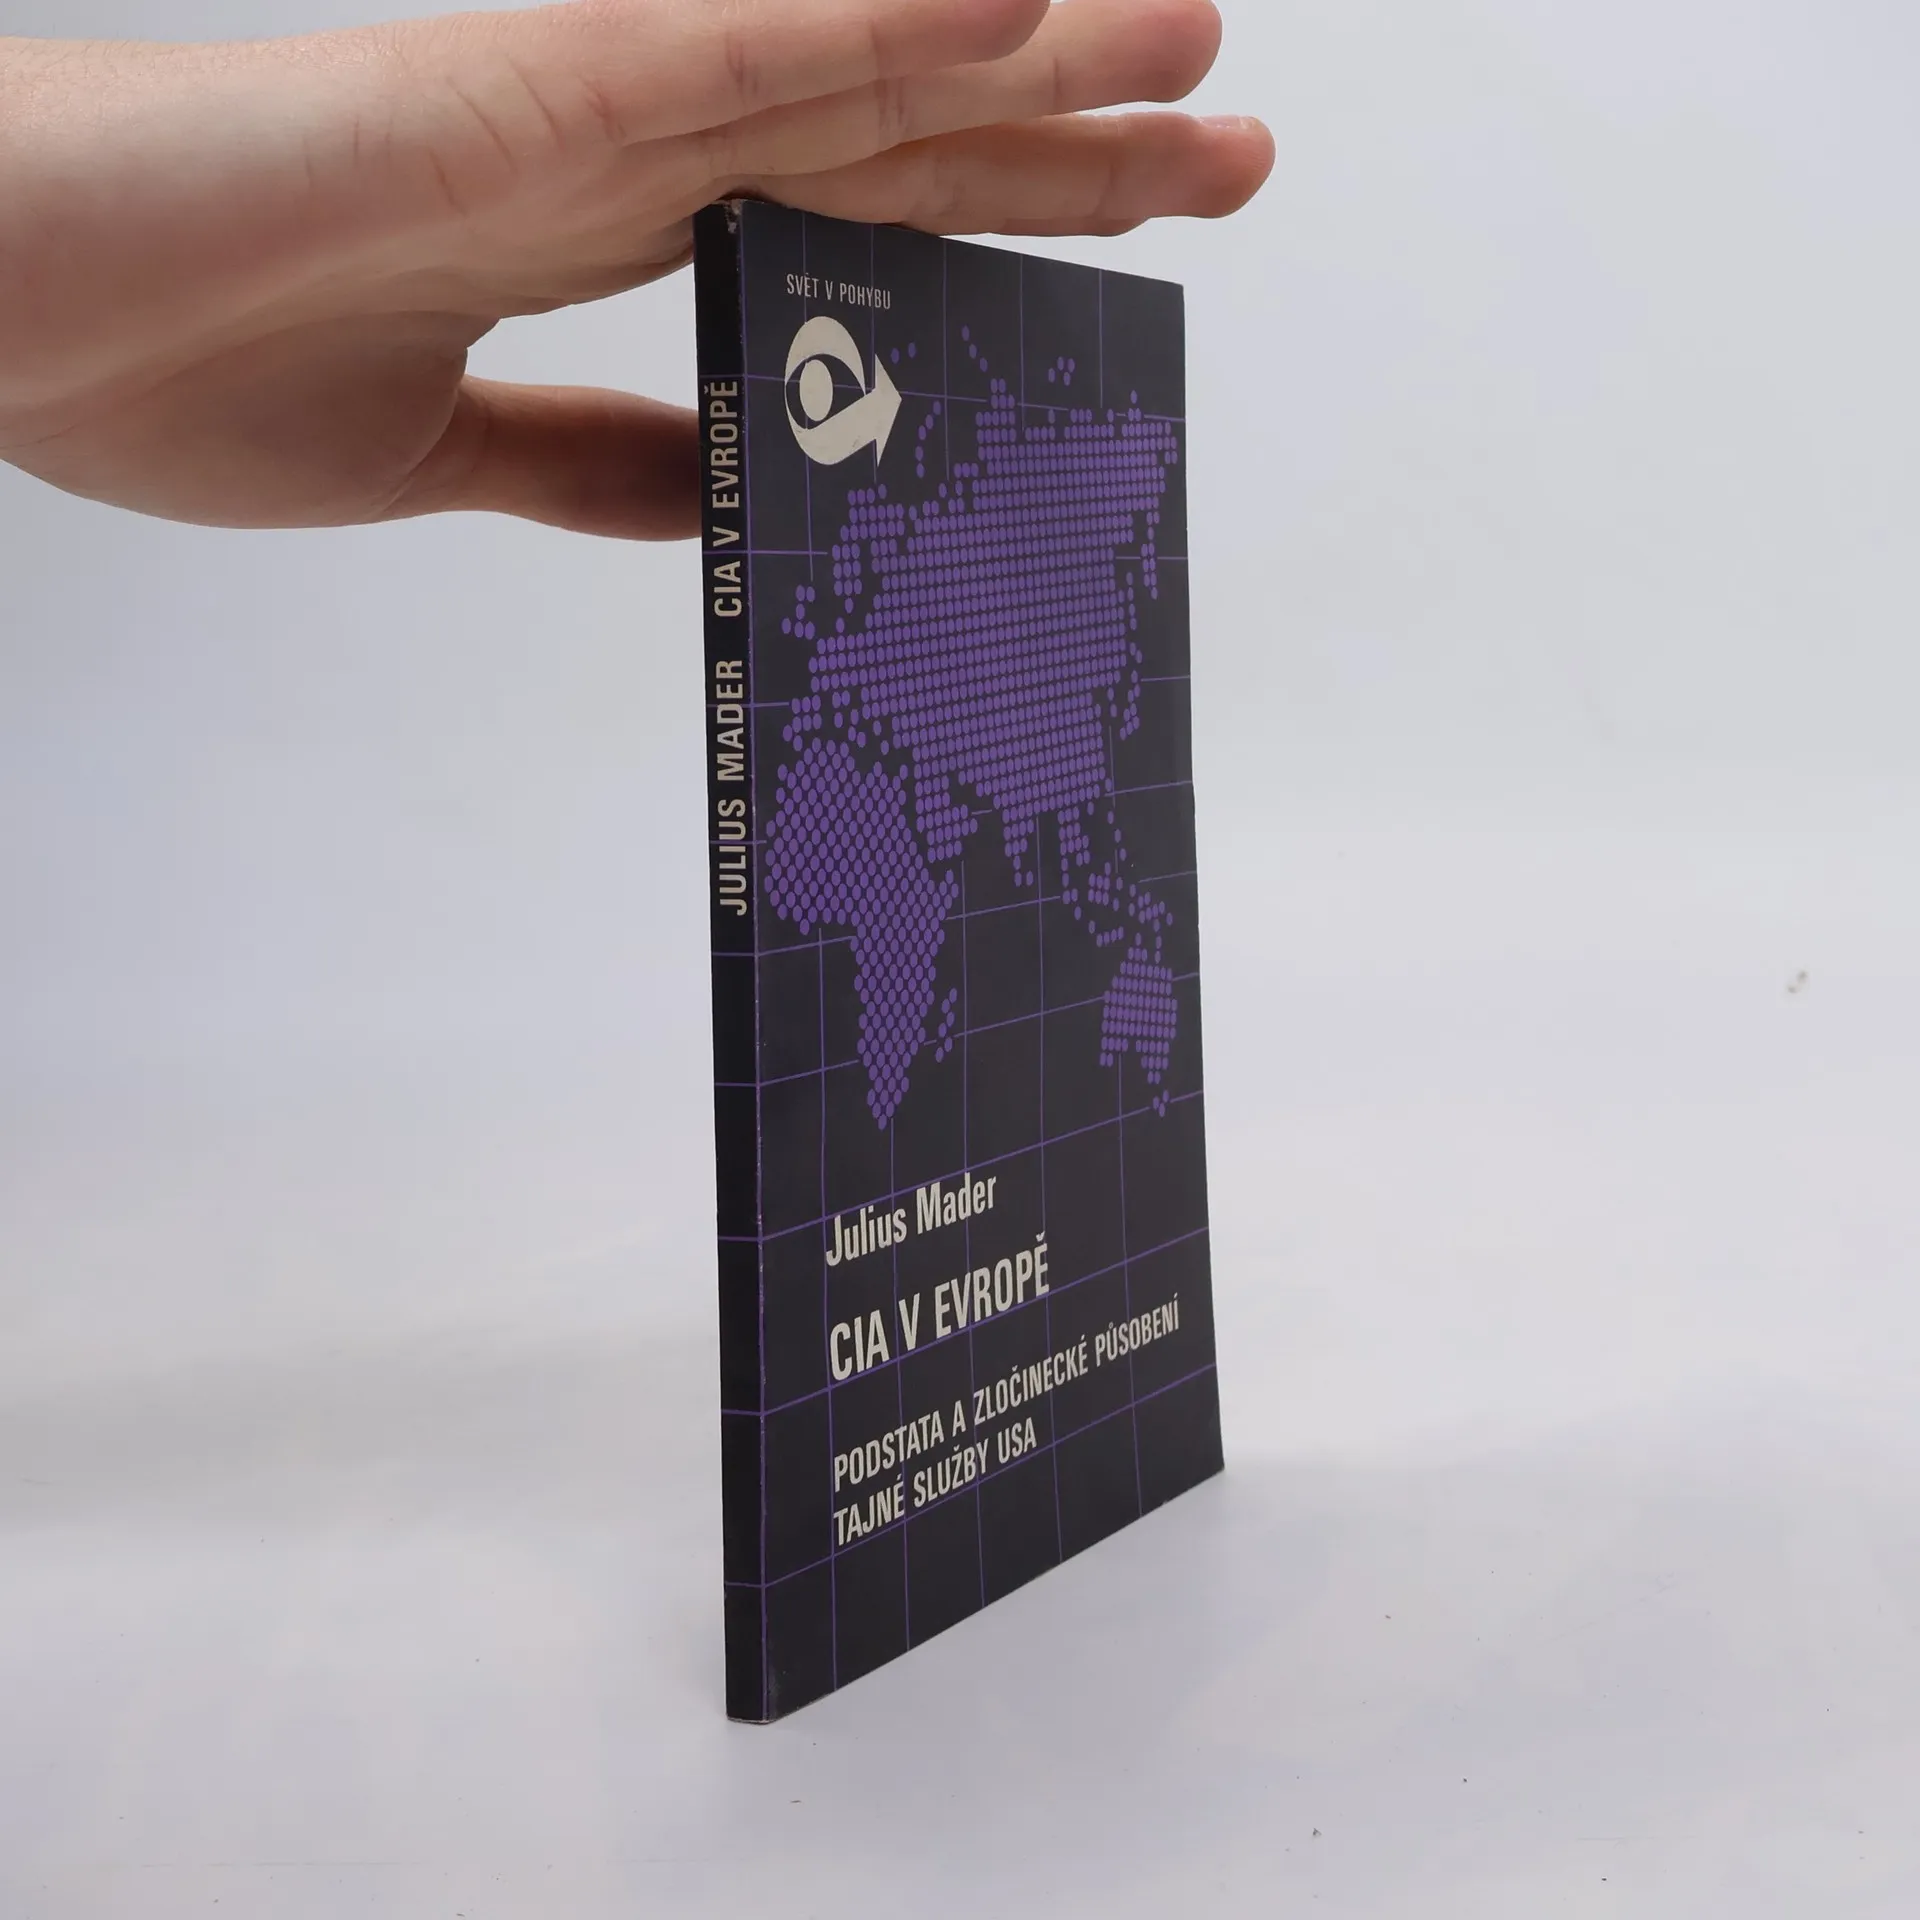 JULIUS MADER CIA V EVROPĚ
SVĚT V POHYBU
Julius Mader
CIA V EVROPĚ
PODSTATA A ZLOČINECKÉ PŮSOBENÍ
TAJNÉ SLUŽBY USA